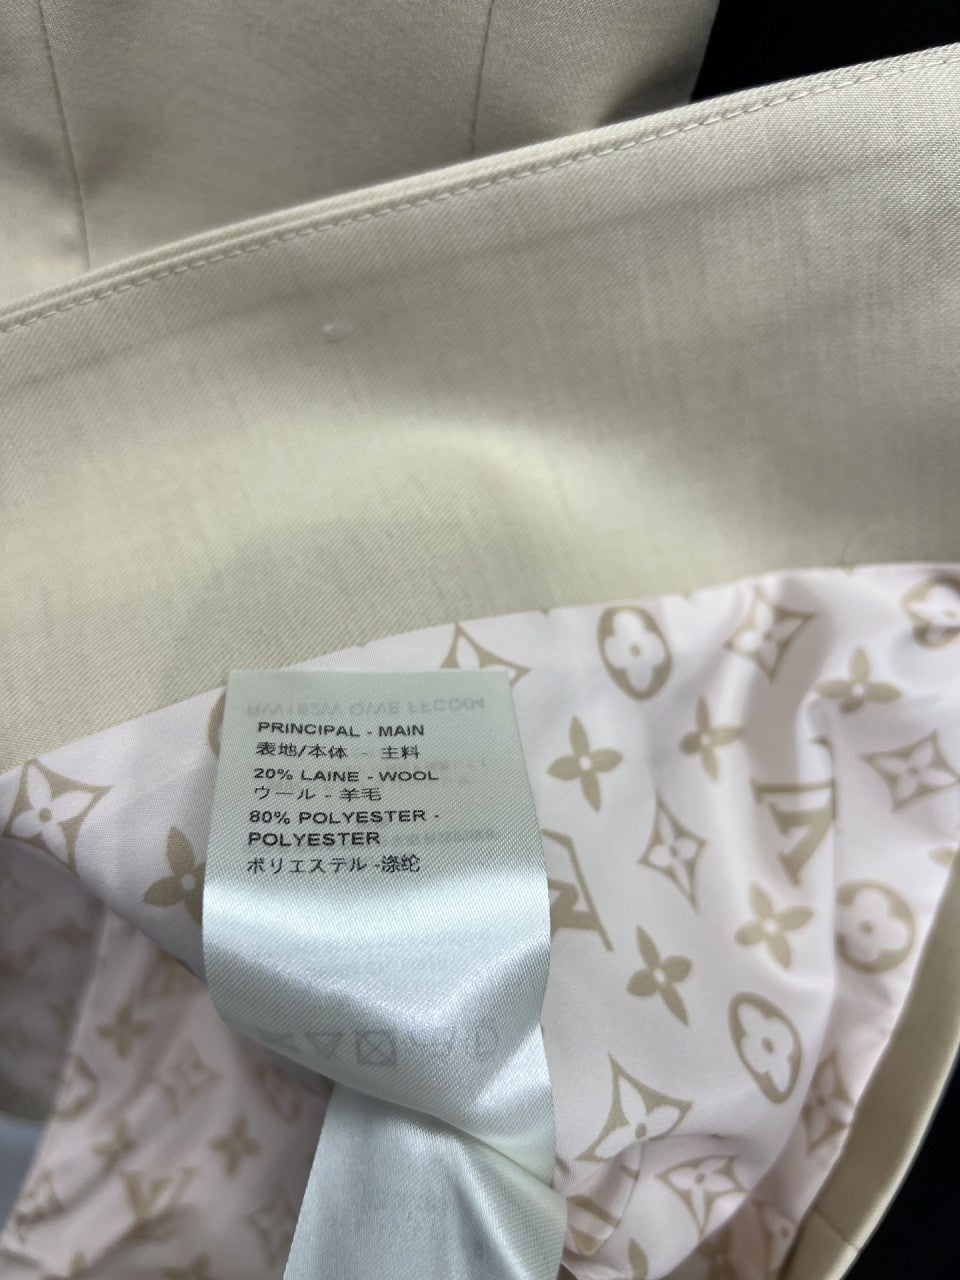 PRINCIPAL - MAIN
表地/本体 - 主料
20% LAINE - WOOL
ウール - 羊毛
80% POLYESTER -
POLYESTER
ポリエステル -涤纶